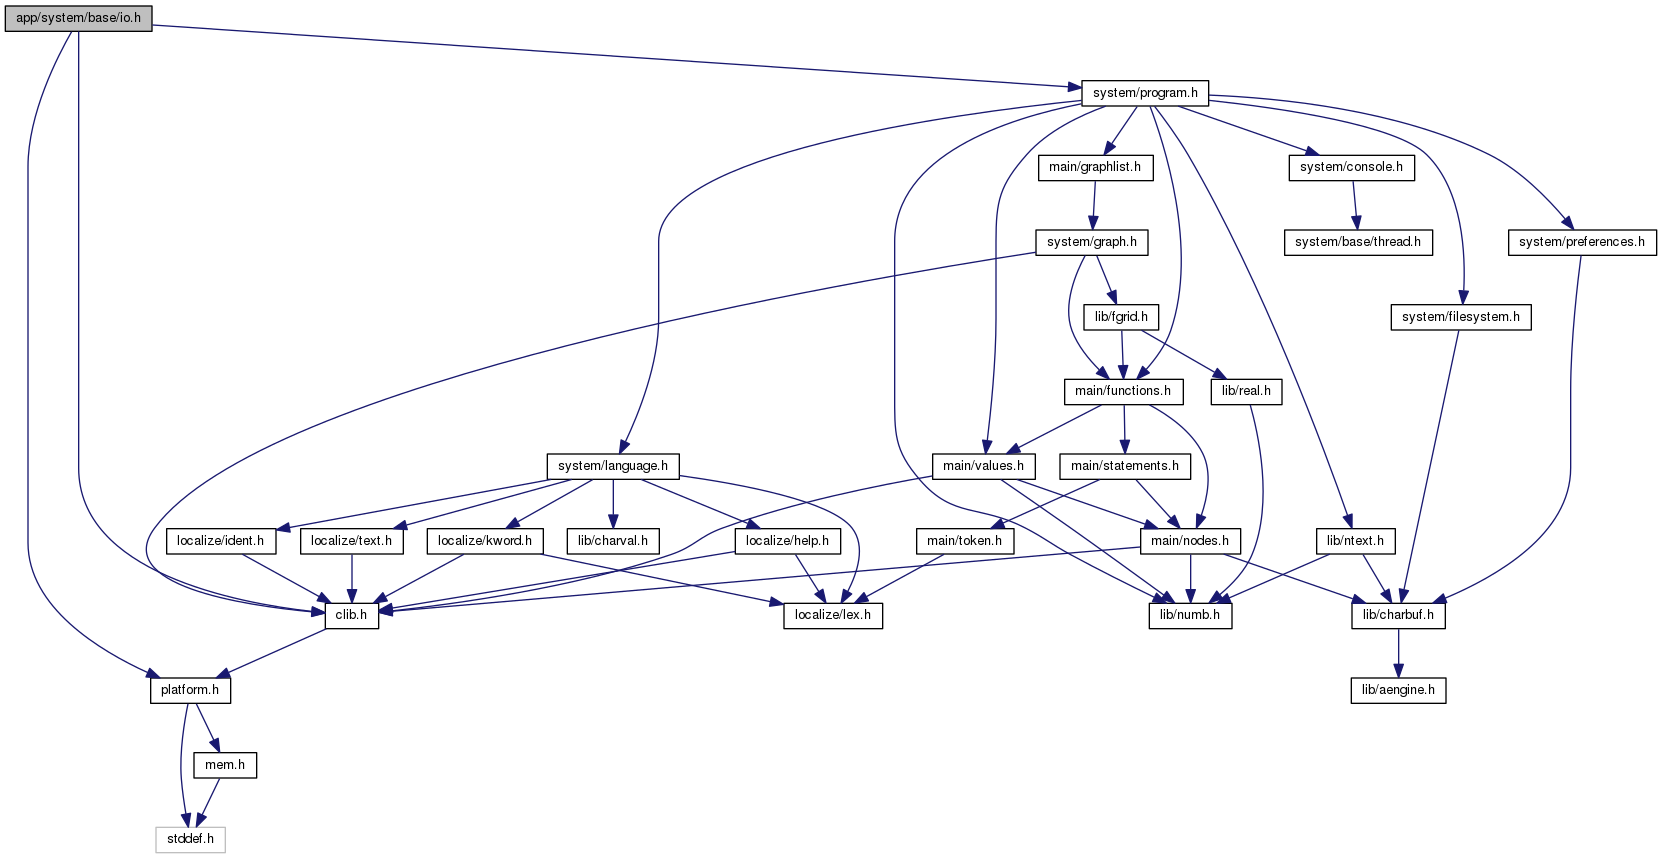 app/system/base/io.h
system/program.h
main/graphlist.h
system/console.h
system/graph.h
system/base/thread.h
system/preferences.h
lib/fgrid.h
system/filesystem.h
main/functions.h
lib/real.h
system/language.h
main/values.h
main/statements.h
localize/ident.h
localize/text.h
localize/kword.h
lib/charval.h
localize/help.h
main/token.h
main/nodes.h
lib/ntext.h
clib.h
localize/lex.h
lib/numb.h
lib/charbuf.h
platform.h
lib/aengine.h
mem.h
stddef.h